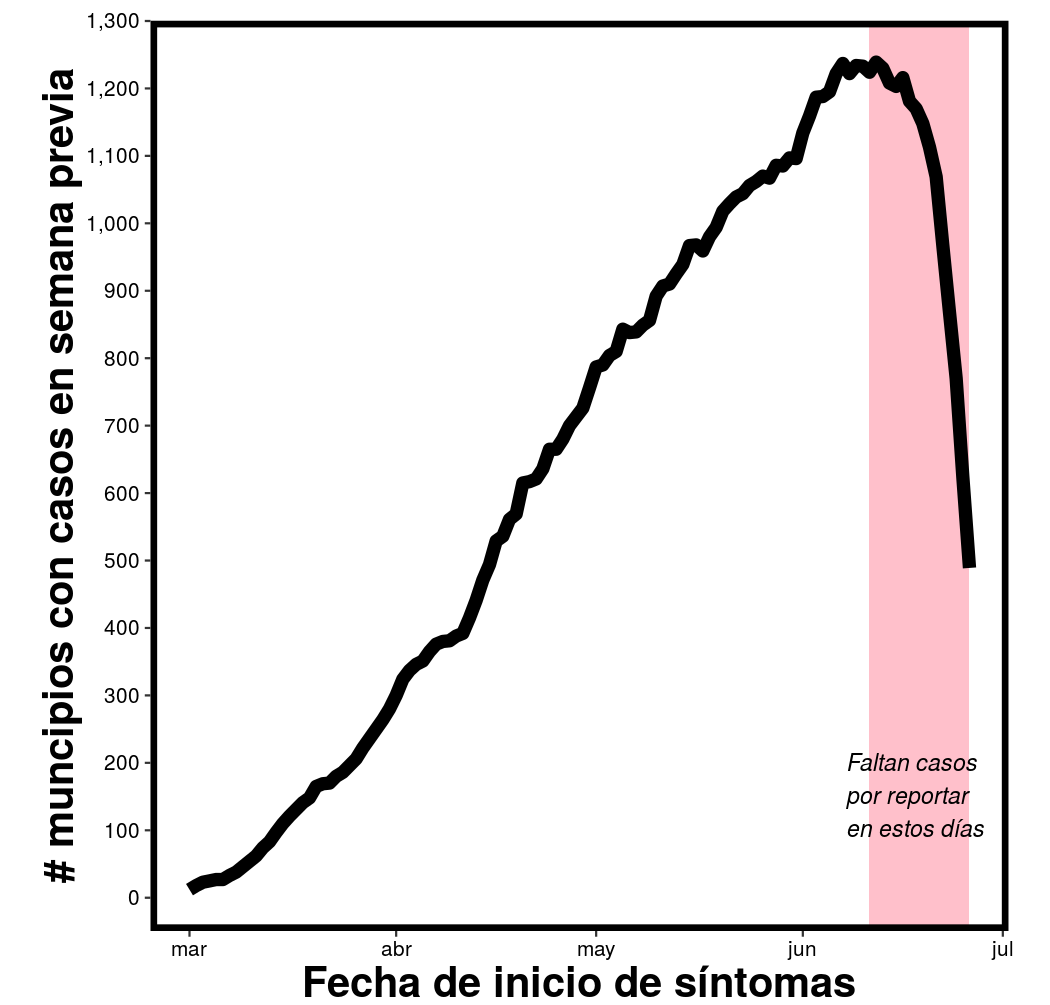 # muncipios con casos en semana previa
1,300
1,200
1,100
1,000
900
800
700
600
500
400
300
200
100
0
Faltan casos
por reportar
en estos días
mar abr may jun jul
Fecha de inicio de síntomas